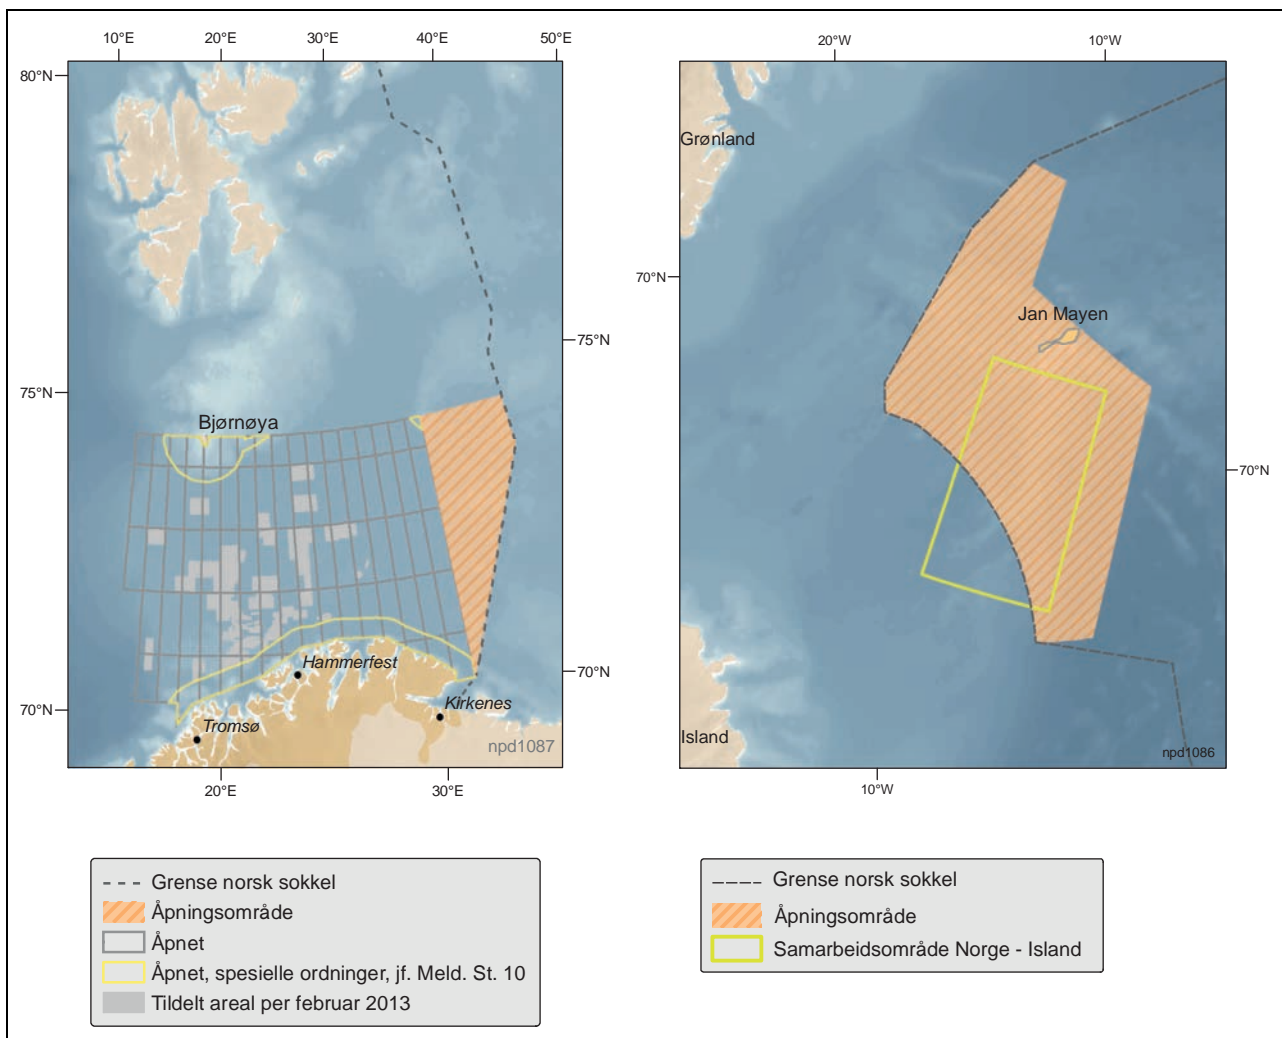 10°E 20°E 30°E 40°E 50°E
80°N
75°N
75°N
Bjørnøya
Hammerfest
70°N
Kirkenes
70°N
Tromsø
npd1087
20°E 30°E
Grense norsk sokkel
Åpningsområde
Åpnet
Åpnet, spesielle ordninger, jf. Meld. St. 10
Tildelt areal per februar 2013
20°W 10°W
Grønland
70°N
Jan Mayen
70°N
Island
npd1086
10°W
Grense norsk sokkel
Åpningsområde
Samarbeidsområde Norge - Island